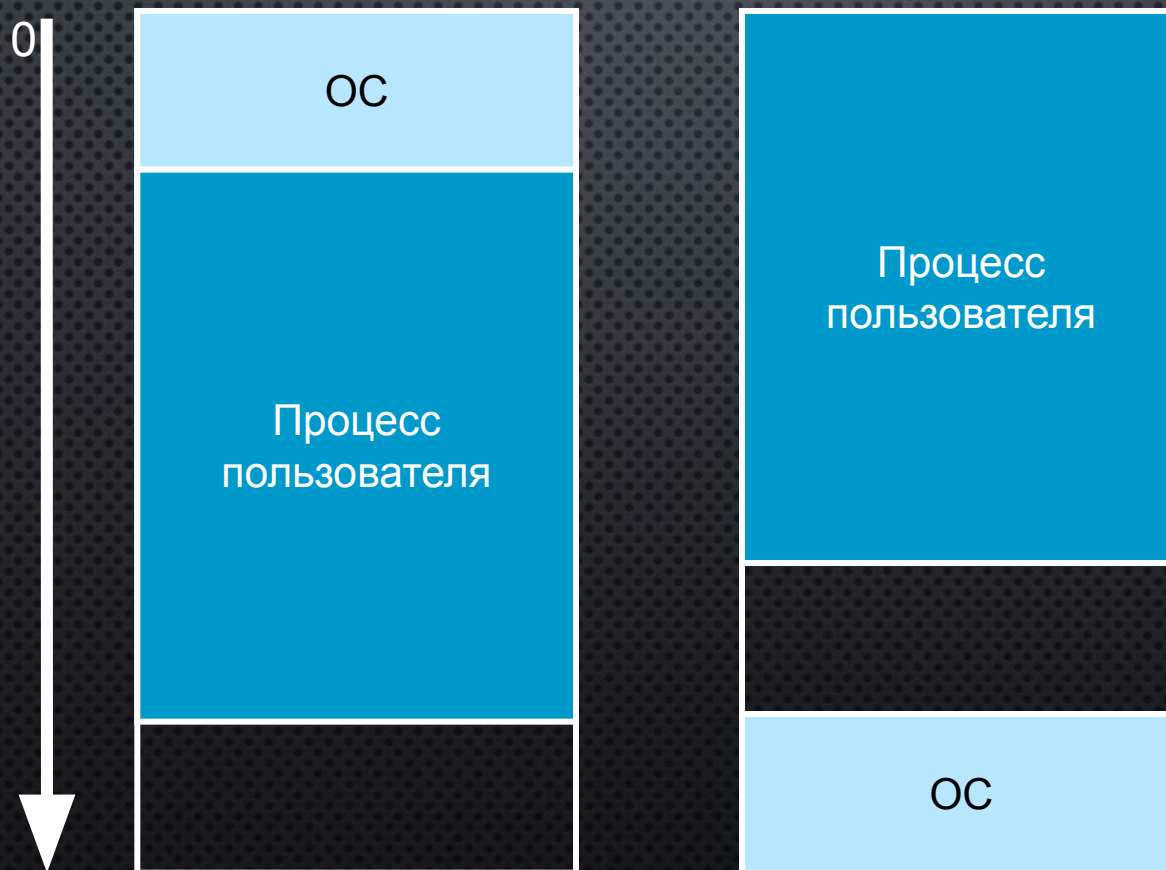 0
ОС
Процесс
пользователя
Процесс
пользователя
ОС